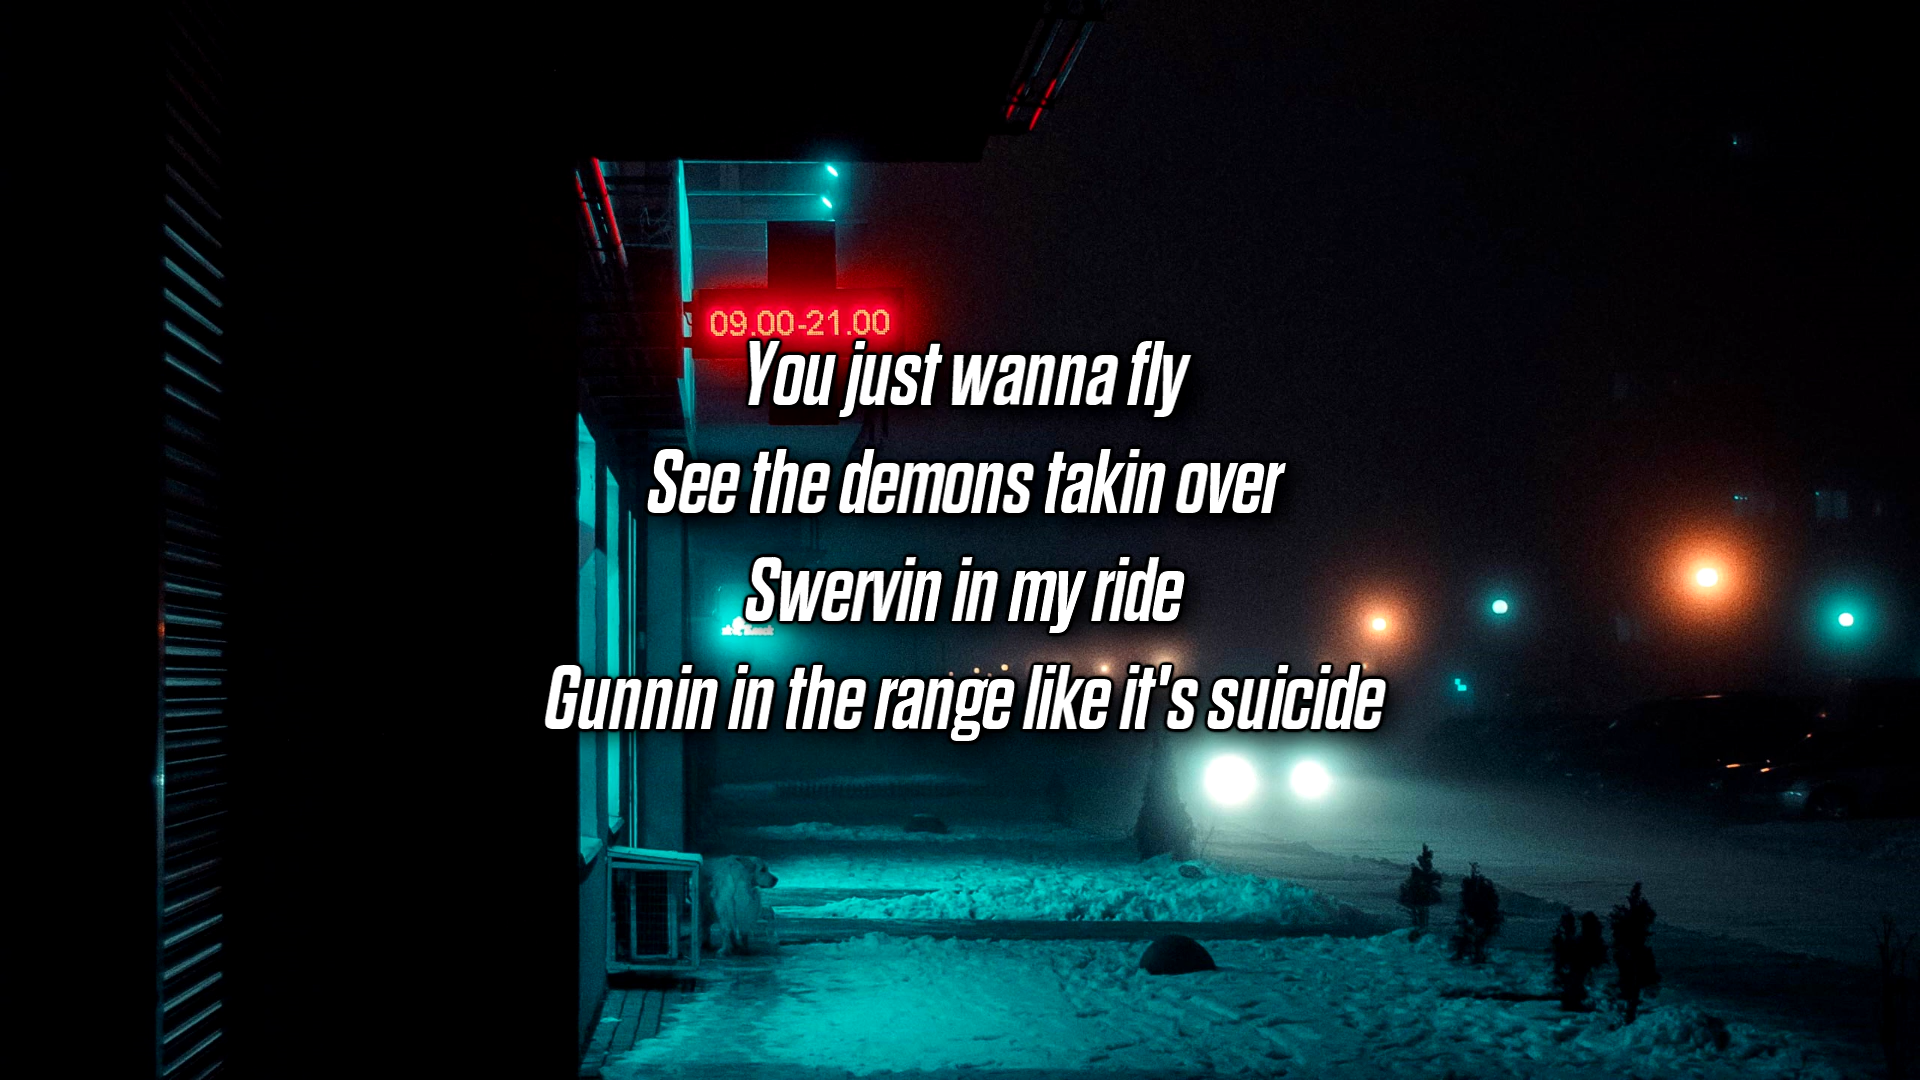 09.00-21.00
You just wanna fly
See the demons takin over
Swervin in my ride
Gunnin in the range like it's suicide